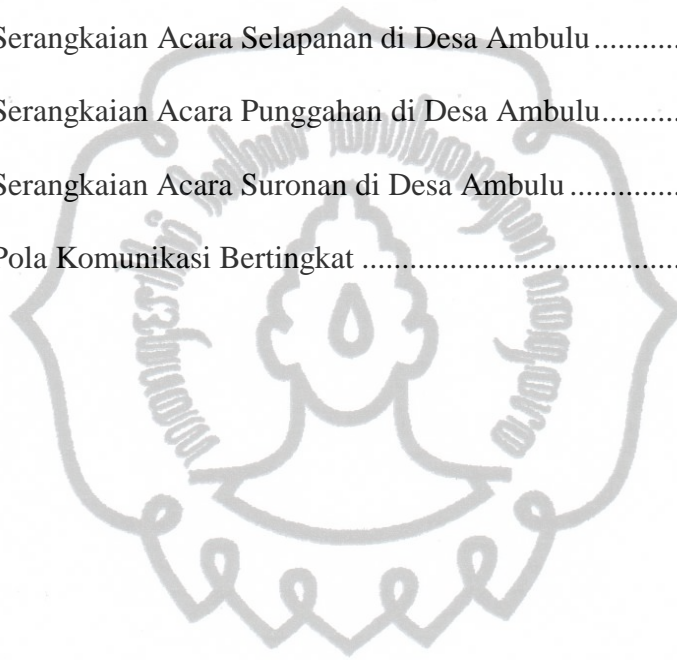 Serangkaian Acara Selapanan di Desa Ambulu ............
Serangkaian Acara Punggahan di Desa Ambulu...........
Serangkaian Acara Suronan di Desa Ambulu ...............
Pola Komunikasi Bertingkat ............................................